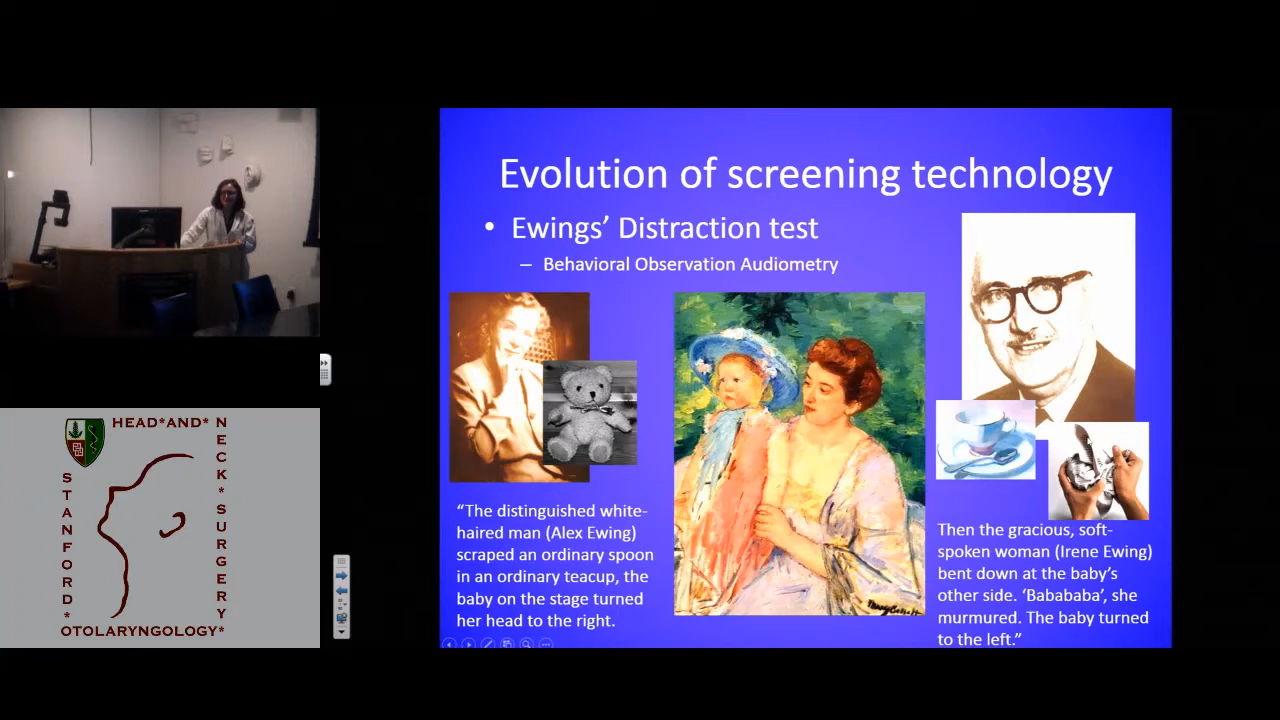 Evolution of screening technology
• Ewings’ Distraction test
– Behavioral Observation Audiometry
“The distinguished white-
haired man (Alex Ewing)
scraped an ordinary spoon
in an ordinary teacup, the
baby on the stage turned
her head to the right.
Then the gracious, soft-
spoken woman (Irene Ewing)
bent down at the baby’s
other side. ‘Babababa’, she
murmured. The baby turned
to the left.”
HEAD*AND*
NECK*SURGERY
STANFORD*
OTOLARYNGOLOGY*